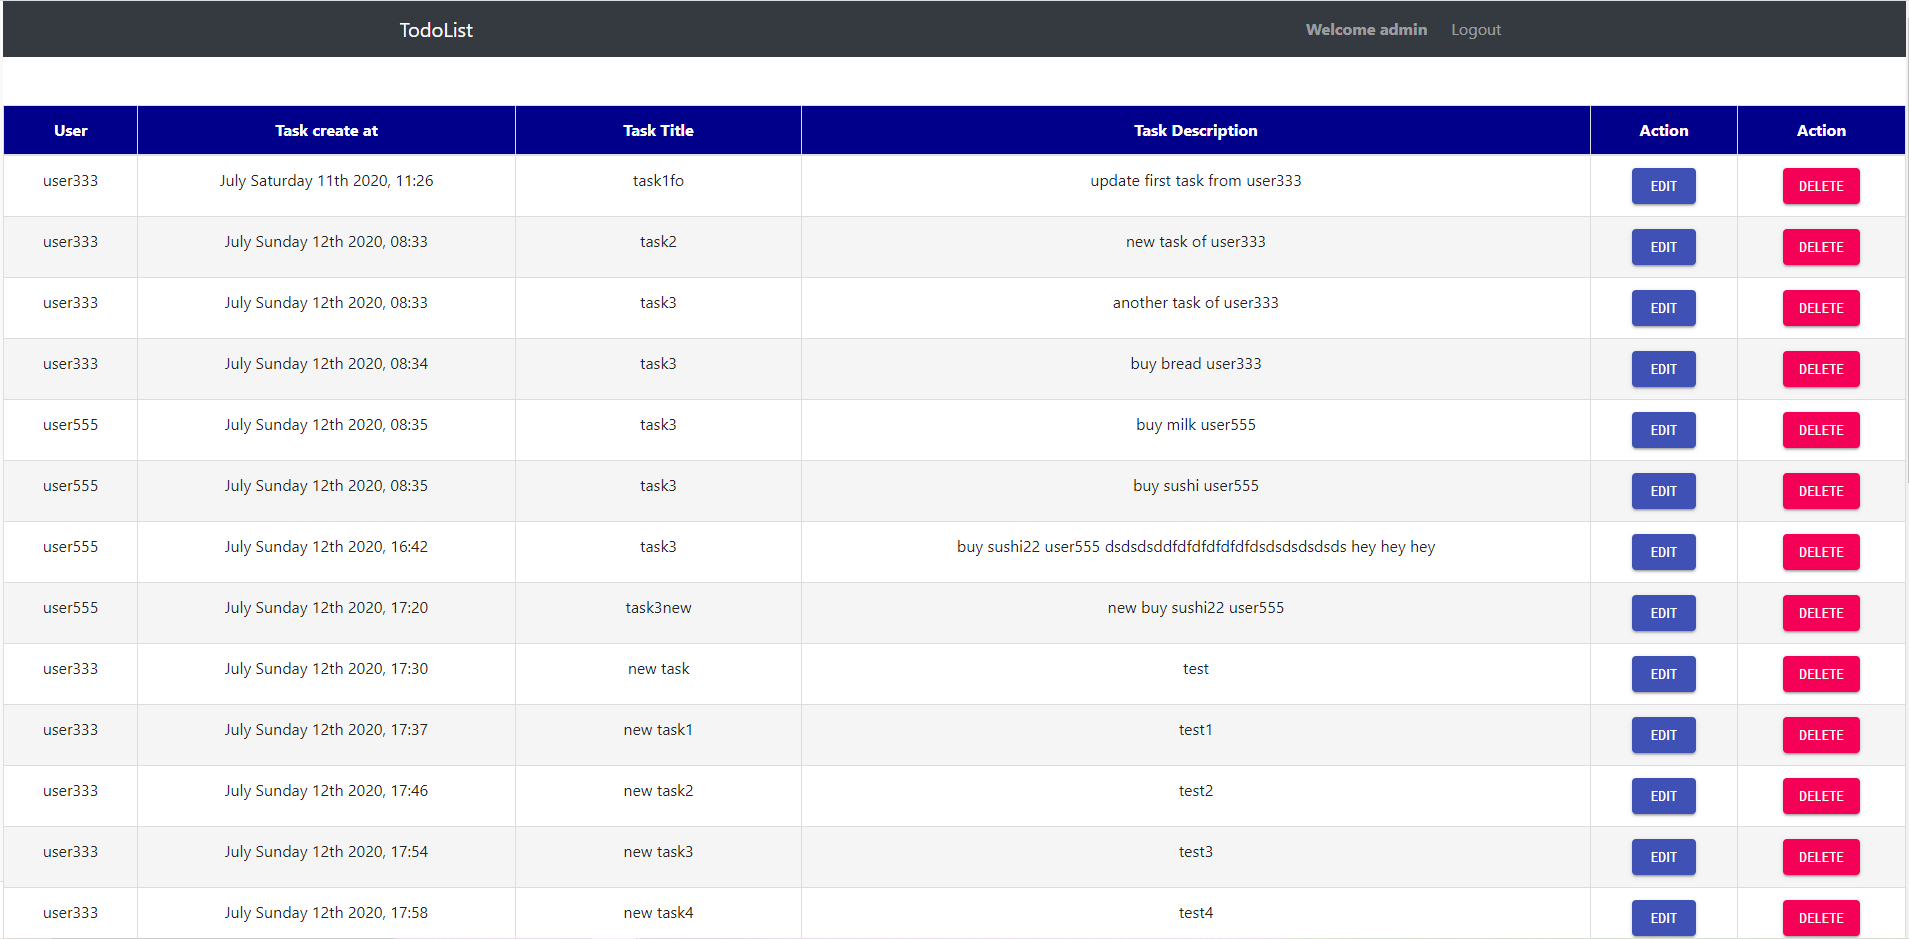 TodoList Welcome admin Logout
User Task create at Task Title Task Description Action Action
user333 July Saturday 11th 2020, 11:26 task1fo update first task from user333 EDIT DELETE
user333 July Sunday 12th 2020, 08:33 task2 new task of user333 EDIT DELETE
user333 July Sunday 12th 2020, 08:33 task3 another task of user333 EDIT DELETE
user333 July Sunday 12th 2020, 08:34 task3 buy bread user333 EDIT DELETE
user555 July Sunday 12th 2020, 08:35 task3 buy milk user555 EDIT DELETE
user555 July Sunday 12th 2020, 08:35 task3 buy sushi user555 EDIT DELETE
user555 July Sunday 12th 2020, 16:42 task3 buy sushi22 user555 dsdsdsddfdfdfdfdfdfdsdsdsdsdsds hey hey hey EDIT DELETE
user555 July Sunday 12th 2020, 17:20 task3new new buy sushi22 user555 EDIT DELETE
user333 July Sunday 12th 2020, 17:30 new task test EDIT DELETE
user333 July Sunday 12th 2020, 17:37 new task1 test1 EDIT DELETE
user333 July Sunday 12th 2020, 17:46 new task2 test2 EDIT DELETE
user333 July Sunday 12th 2020, 17:54 new task3 test3 EDIT DELETE
user333 July Sunday 12th 2020, 17:58 new task4 test4 EDIT DELETE